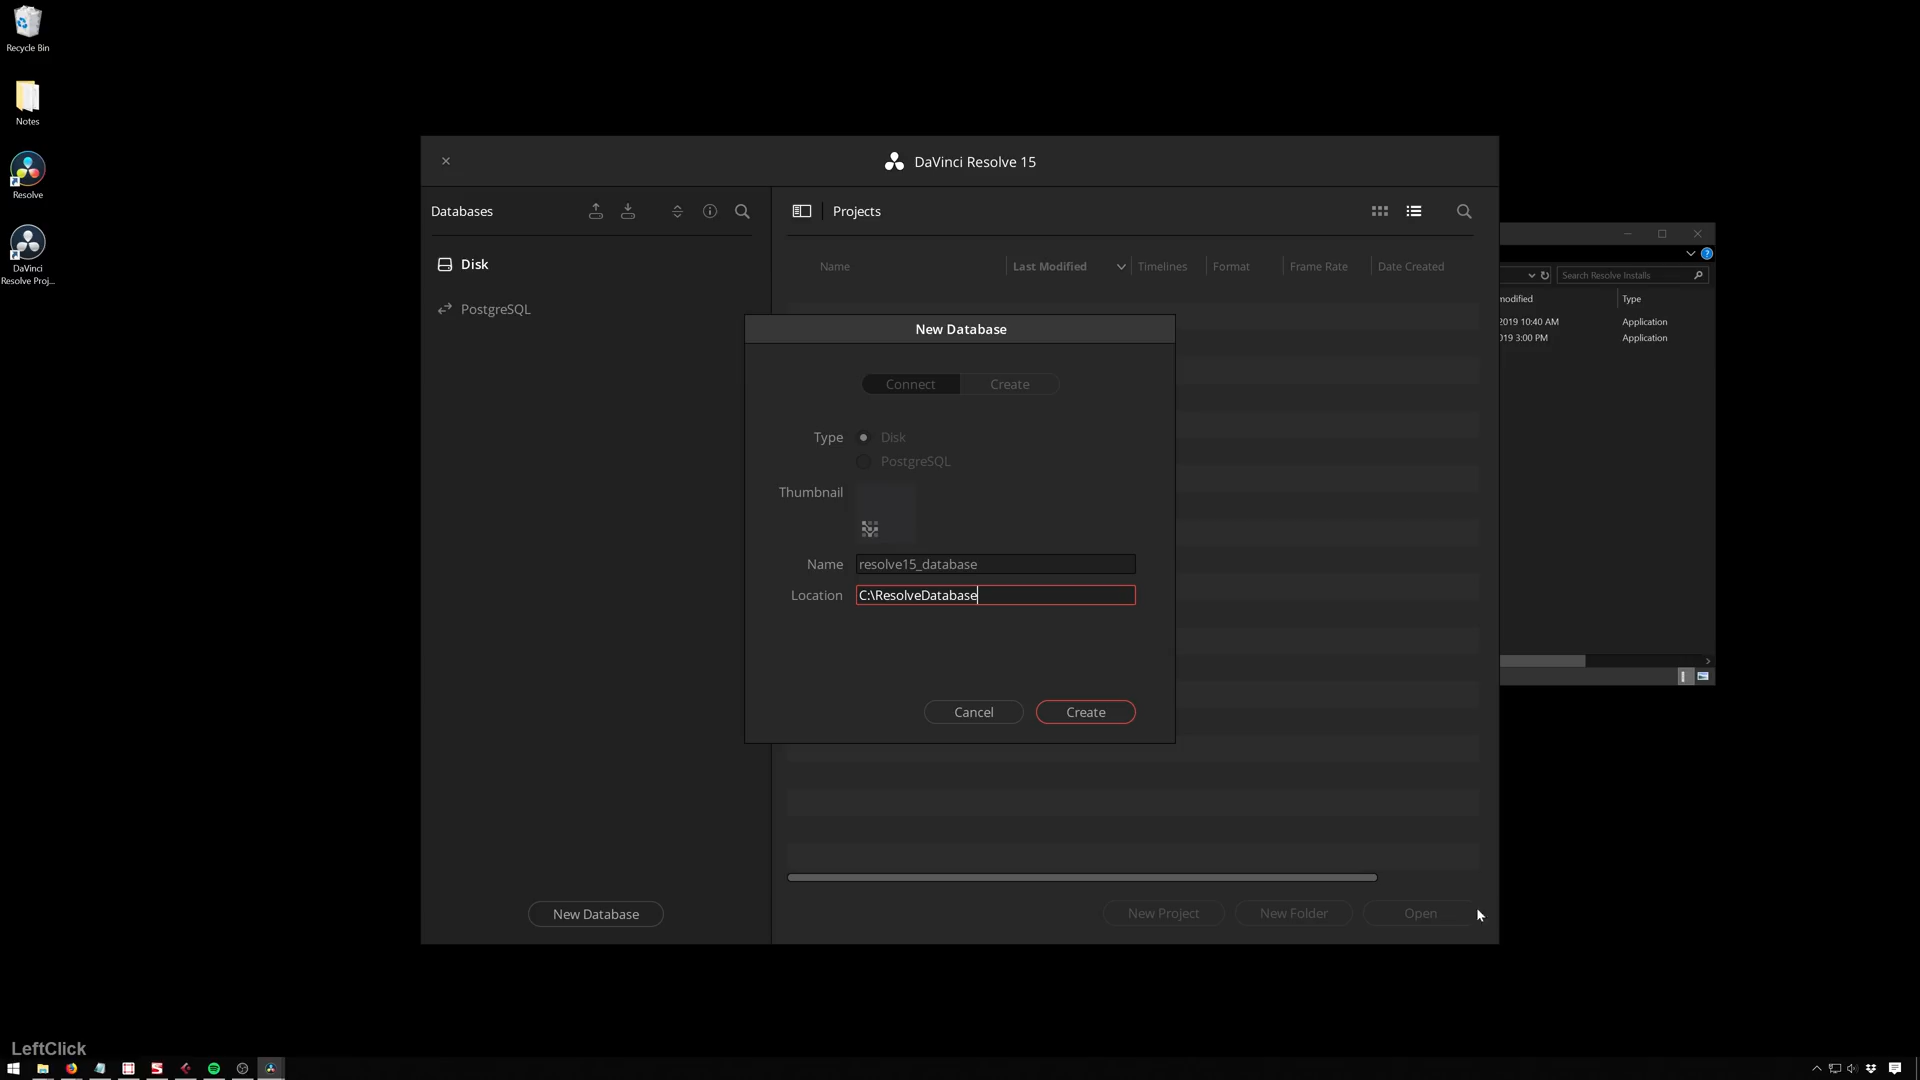 Recycle Bin
Notes
Resolve
DaVinci
Resolve Proj...
DaVinci Resolve 15
Databases
Projects
Disk
PostgreSQL
Name
Last Modified
Timelines
Format
Frame Rate
Date Created
New Database
Connect
Create
Type
Disk
PostgreSQL
Thumbnail
Name
resolve15_database
Location
C:\ResolveDatabase
Cancel
Create
New Database
New Project
New Folder
Open
Search Resolve Installs
modified
Type
2019 10:40 AM
Application
019 3:00 PM
Application
LeftClick